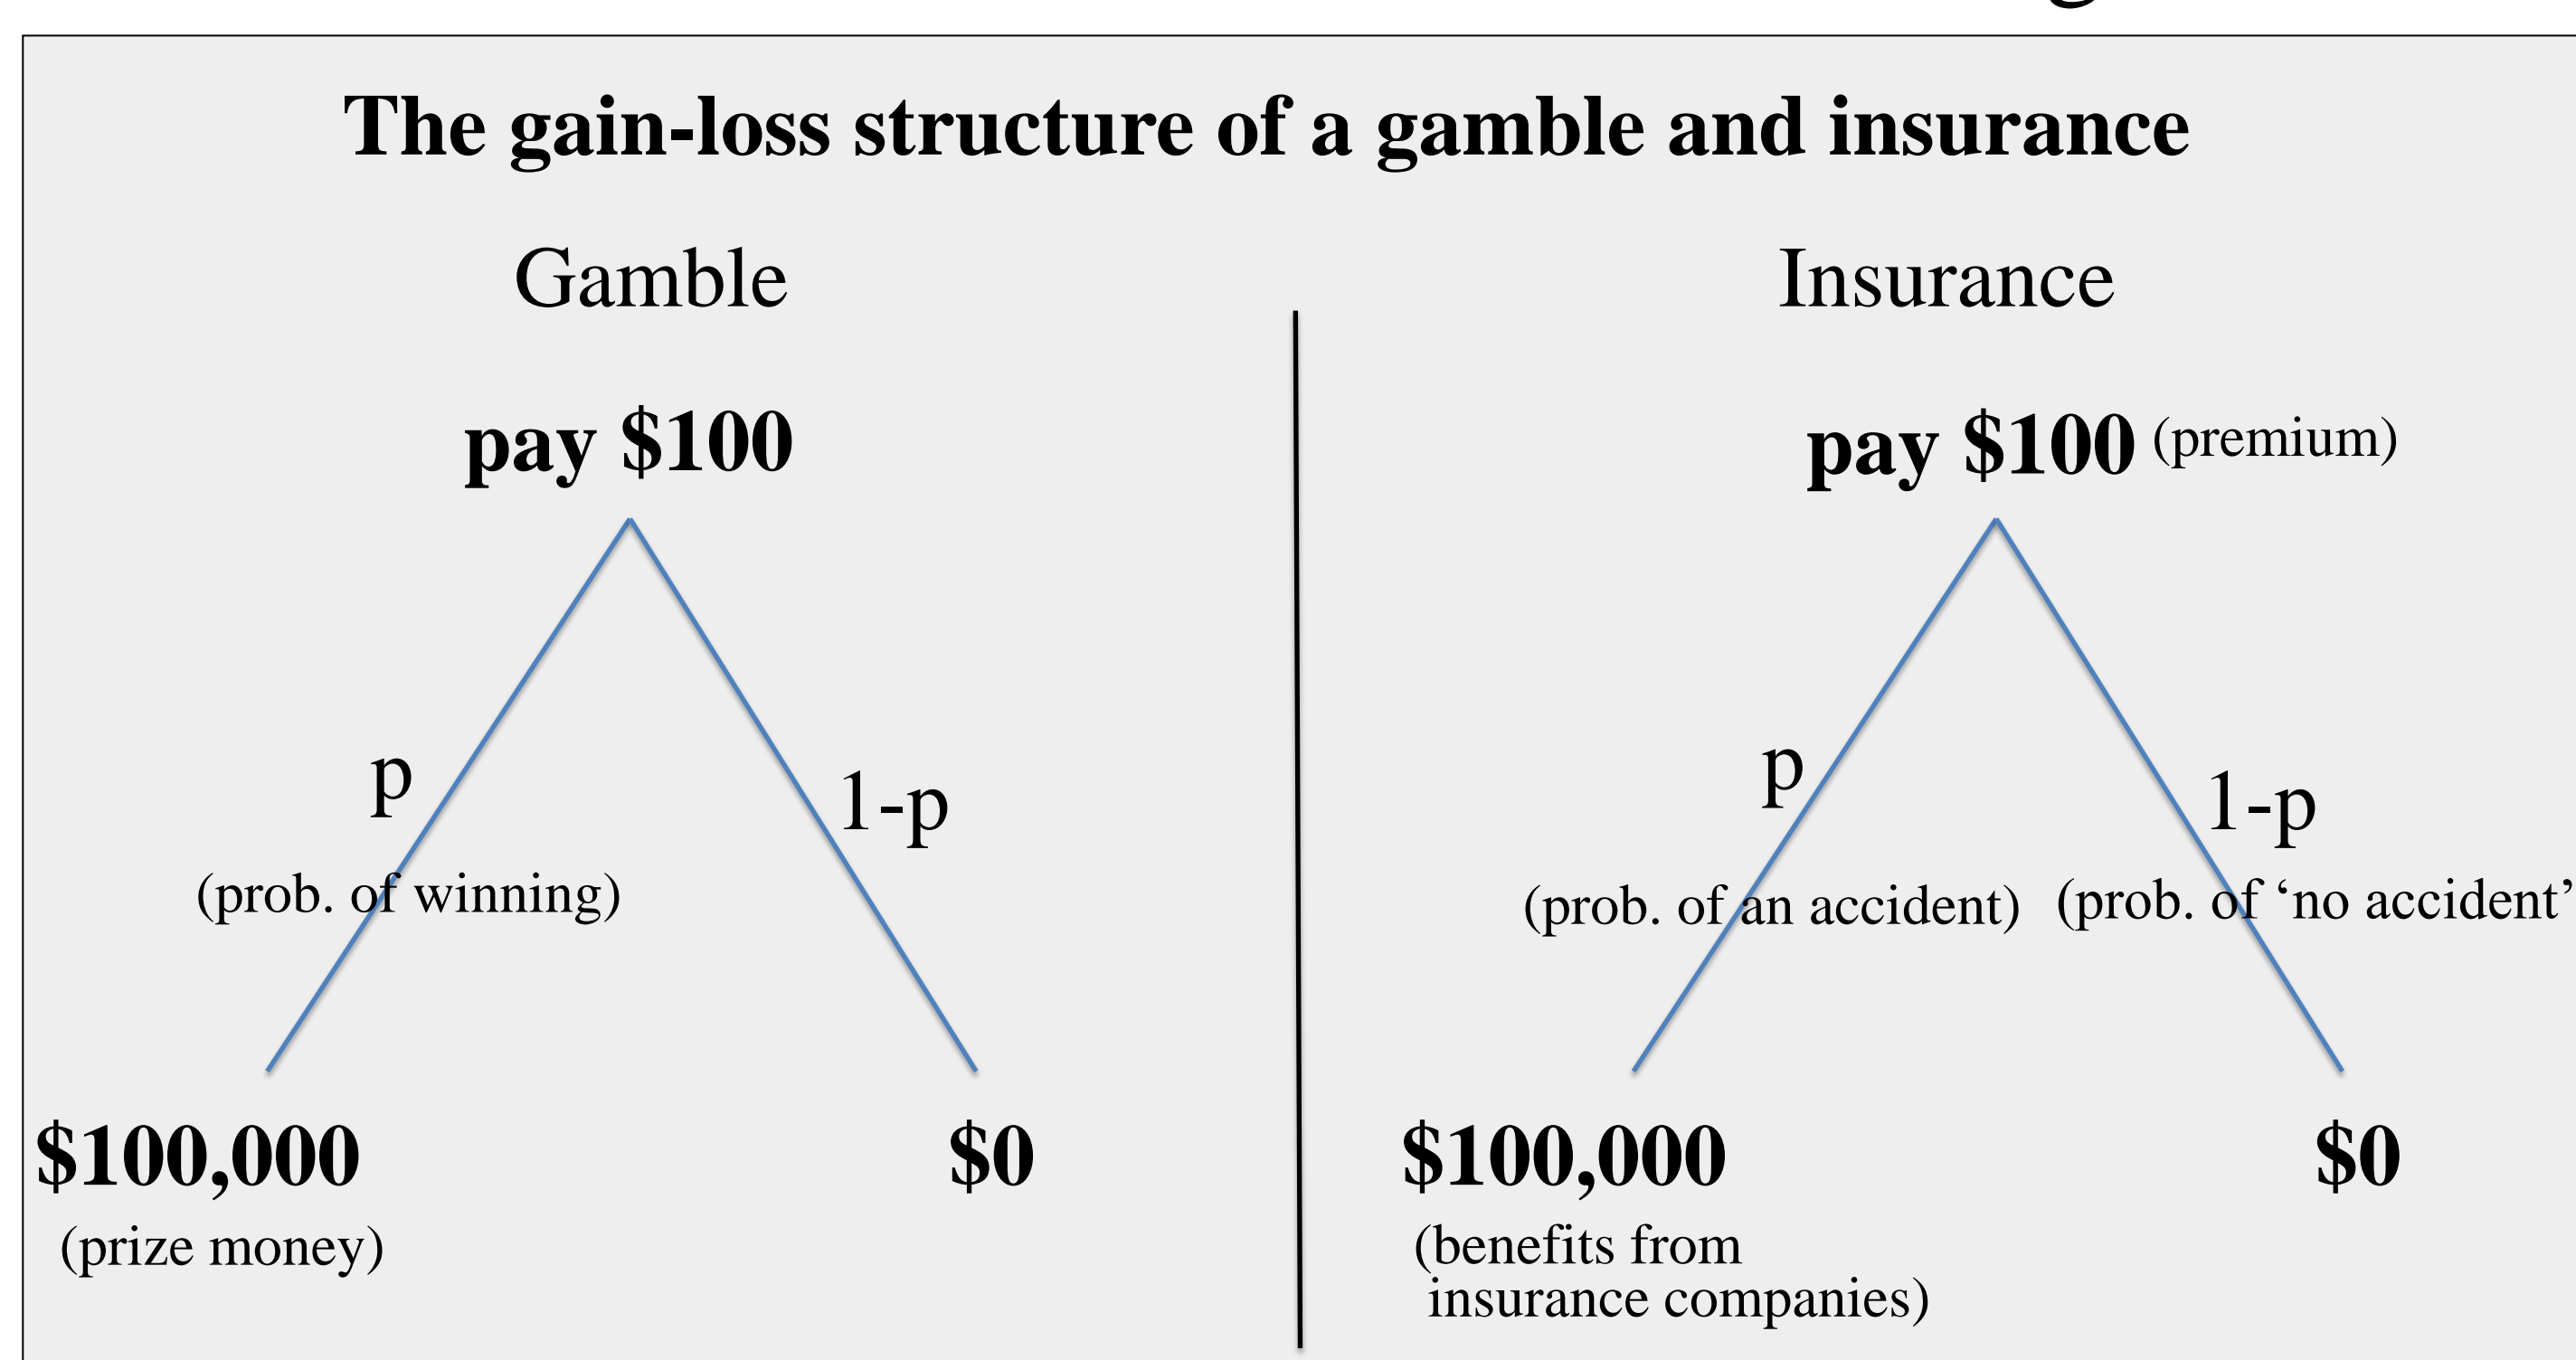 The gain-loss structure of a gamble and insurance
Gamble
pay $100
p
1-p
(prob. of winning)
$100,000
$0
(prize money)
Insurance
pay $100 (premium)
p
1-p
(prob. of an accident) (prob. of ‘no accident’
$100,000
$0
(benefits from
insurance companies)